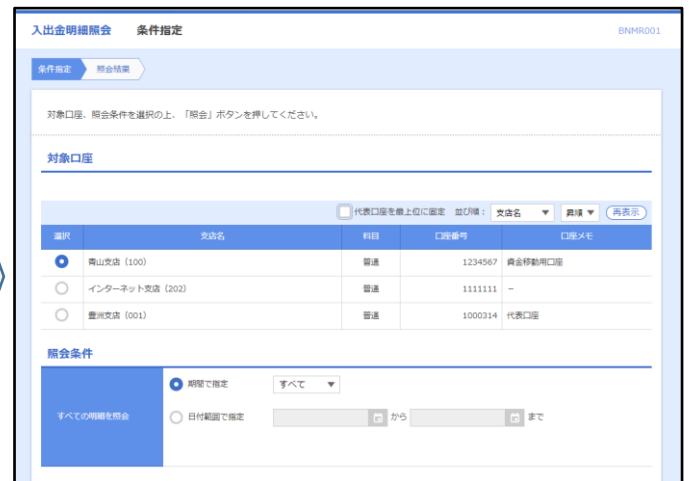 入出金明細照会 条件指定 BNMR001
条件指定 照会結果
対象口座、照会条件を選択の上、「照会」ボタンを押してください。
対象口座
代表口座を最上位に固定 並び順： 支店名 昇順 再表示
選択 支店名 科目 口座番号 口座メモ
青山支店（100） 普通 1234567 資金移動用口座
インターネット支店（202） 普通 1111111 －
豊洲支店（001） 普通 1000314 代表口座
照会条件
すべての明細を照会
期間で指定 すべて
日付範囲で指定 から まで